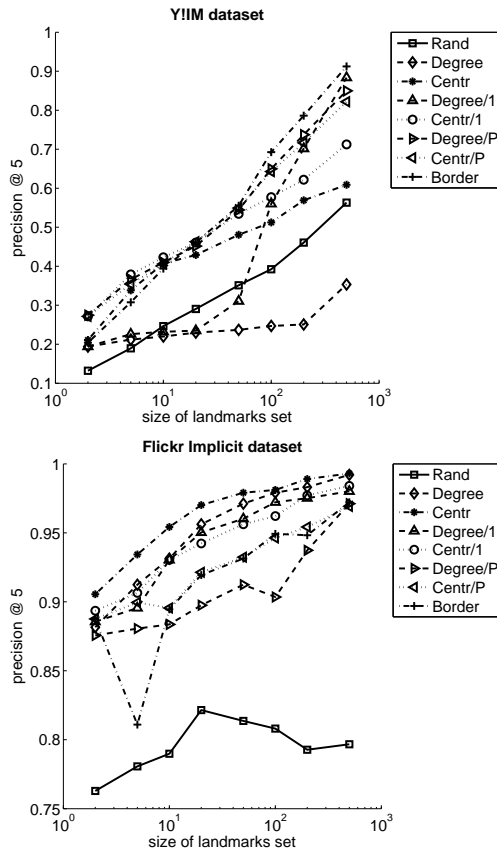 Y!IM dataset
1
0.9
0.8
0.7
0.6
0.5
0.4
0.3
0.2
0.1
precision @ 5
10^0 10^1 10^2 10^3
size of landmarks set
Rand
Degree
Centr
Degree/1
Centr/1
Degree/P
Centr/P
Border
Flickr Implicit dataset
1
0.95
0.9
0.85
0.8
0.75
precision @ 5
10^0 10^1 10^2 10^3
size of landmarks set
Rand
Degree
Centr
Degree/1
Centr/1
Degree/P
Centr/P
Border